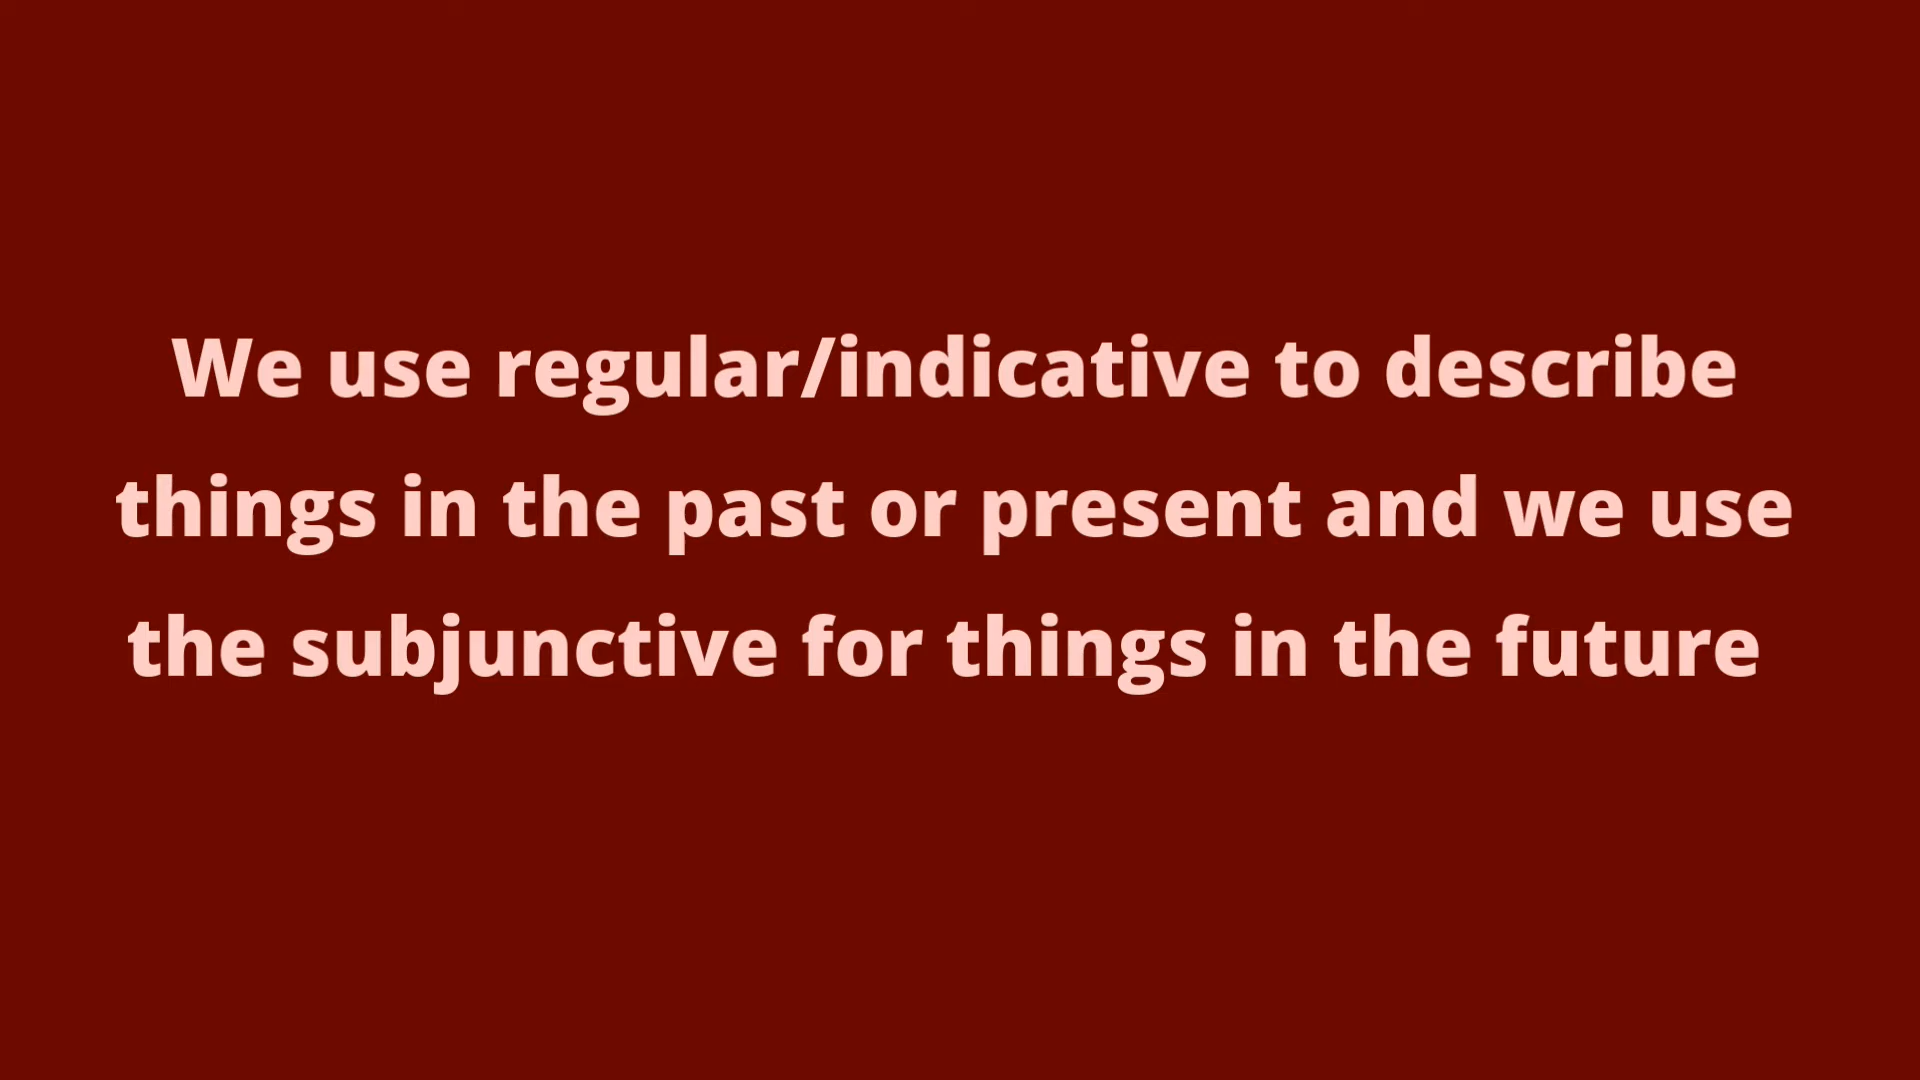 We use regular/indicative to describe
things in the past or present and we use
the subjunctive for things in the future